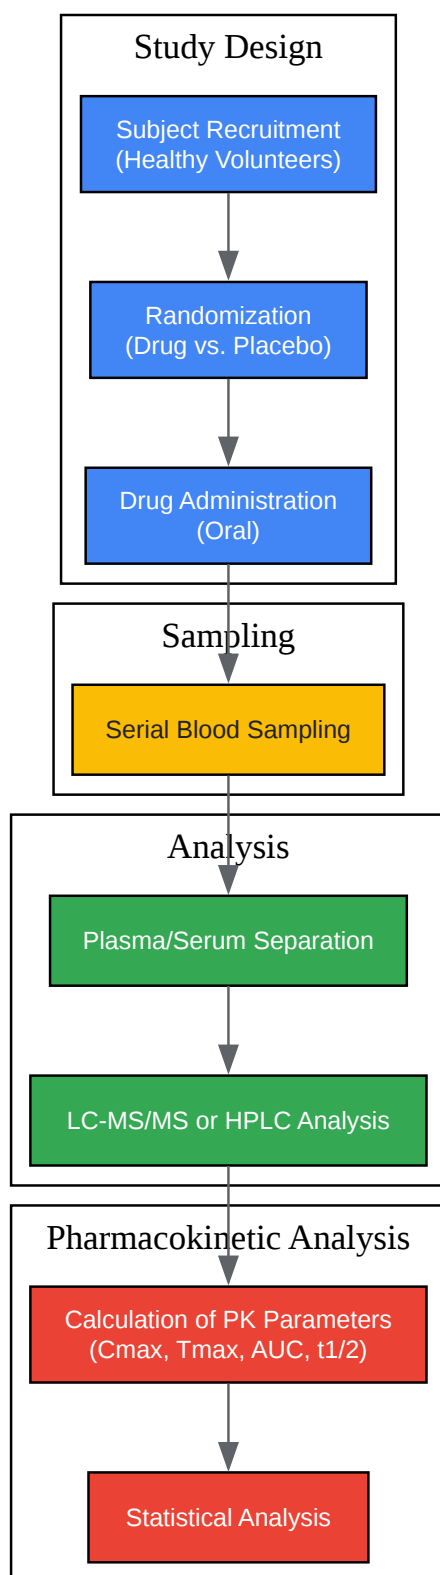 Study Design
Subject Recruitment
(Healthy Volunteers)
Randomization
(Drug vs. Placebo)
Drug Administration
(Oral)
Sampling
Serial Blood Sampling
Analysis
Plasma/Serum Separation
LC-MS/MS or HPLC Analysis
Pharmacokinetic Analysis
Calculation of PK Parameters
(Cmax, Tmax, AUC, t1/2)
Statistical Analysis